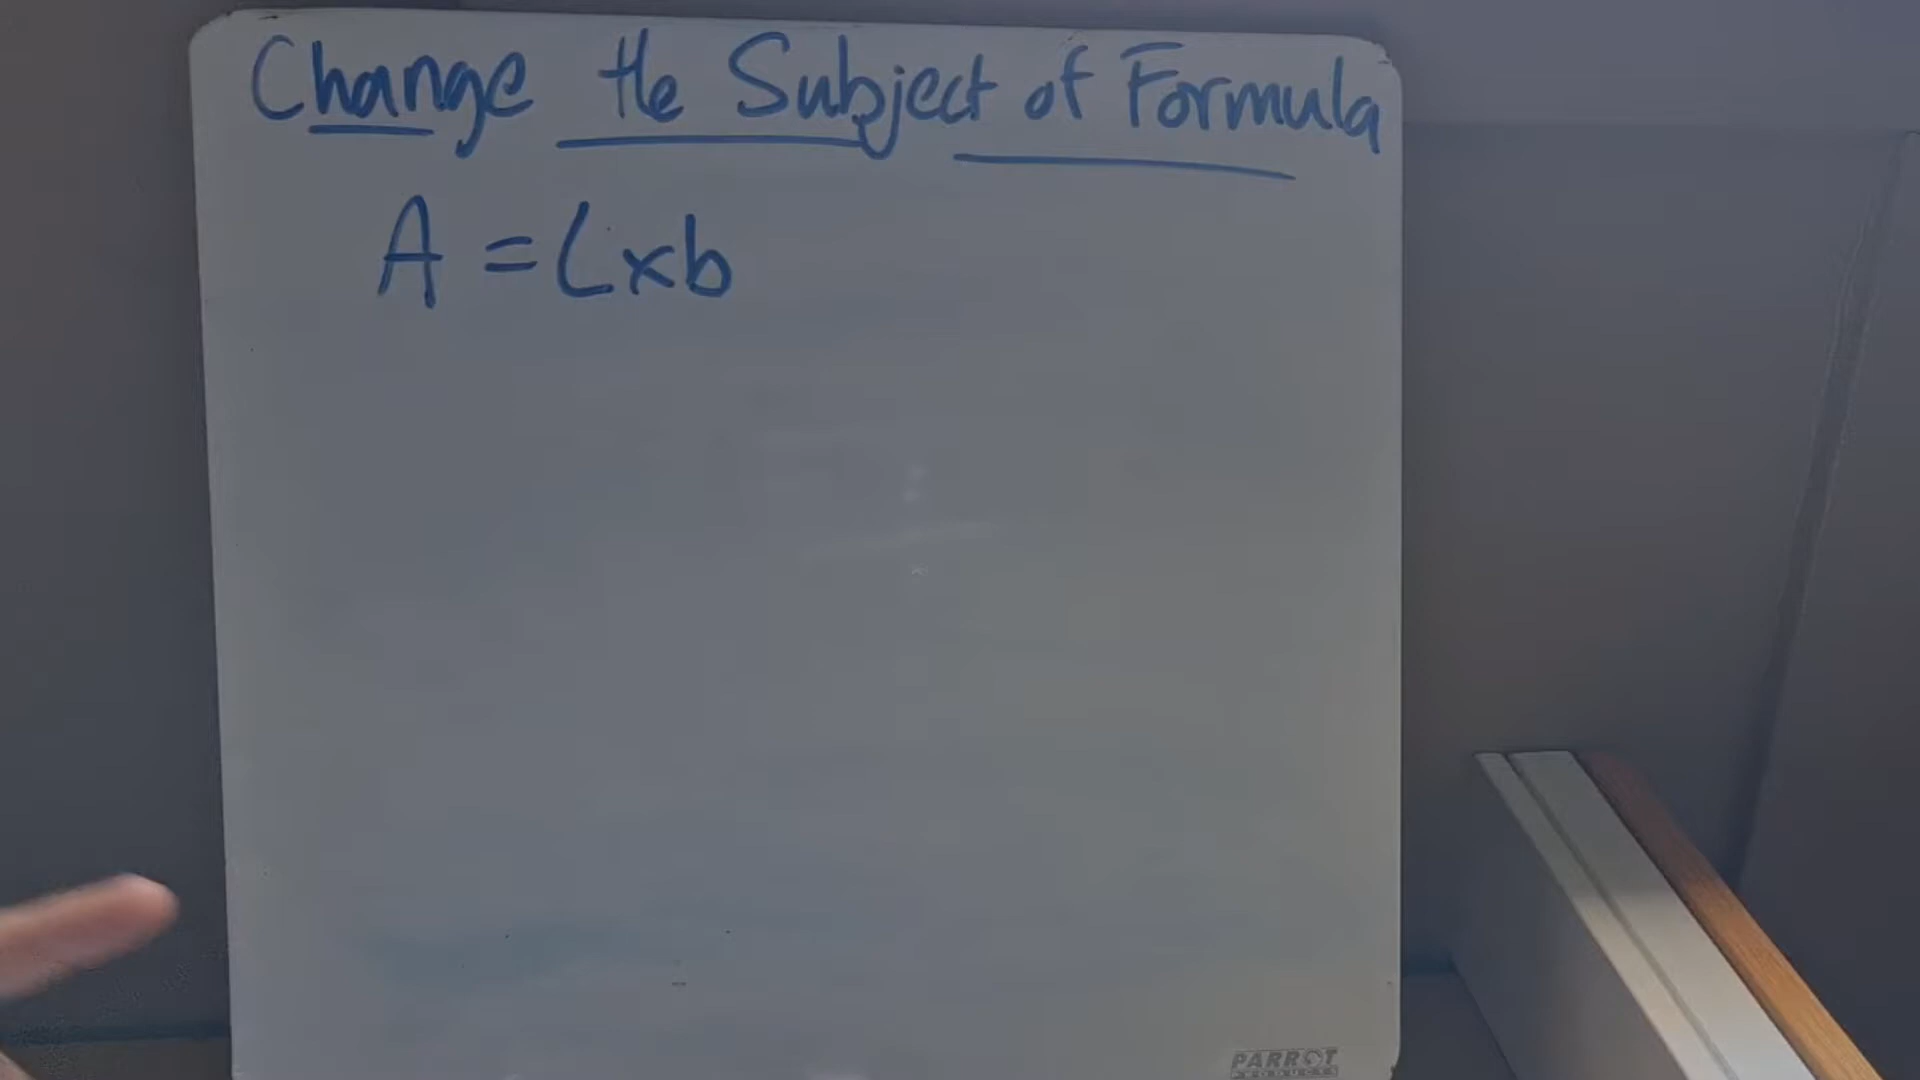 Change the Subject of Formula
A = L x b
PARROT